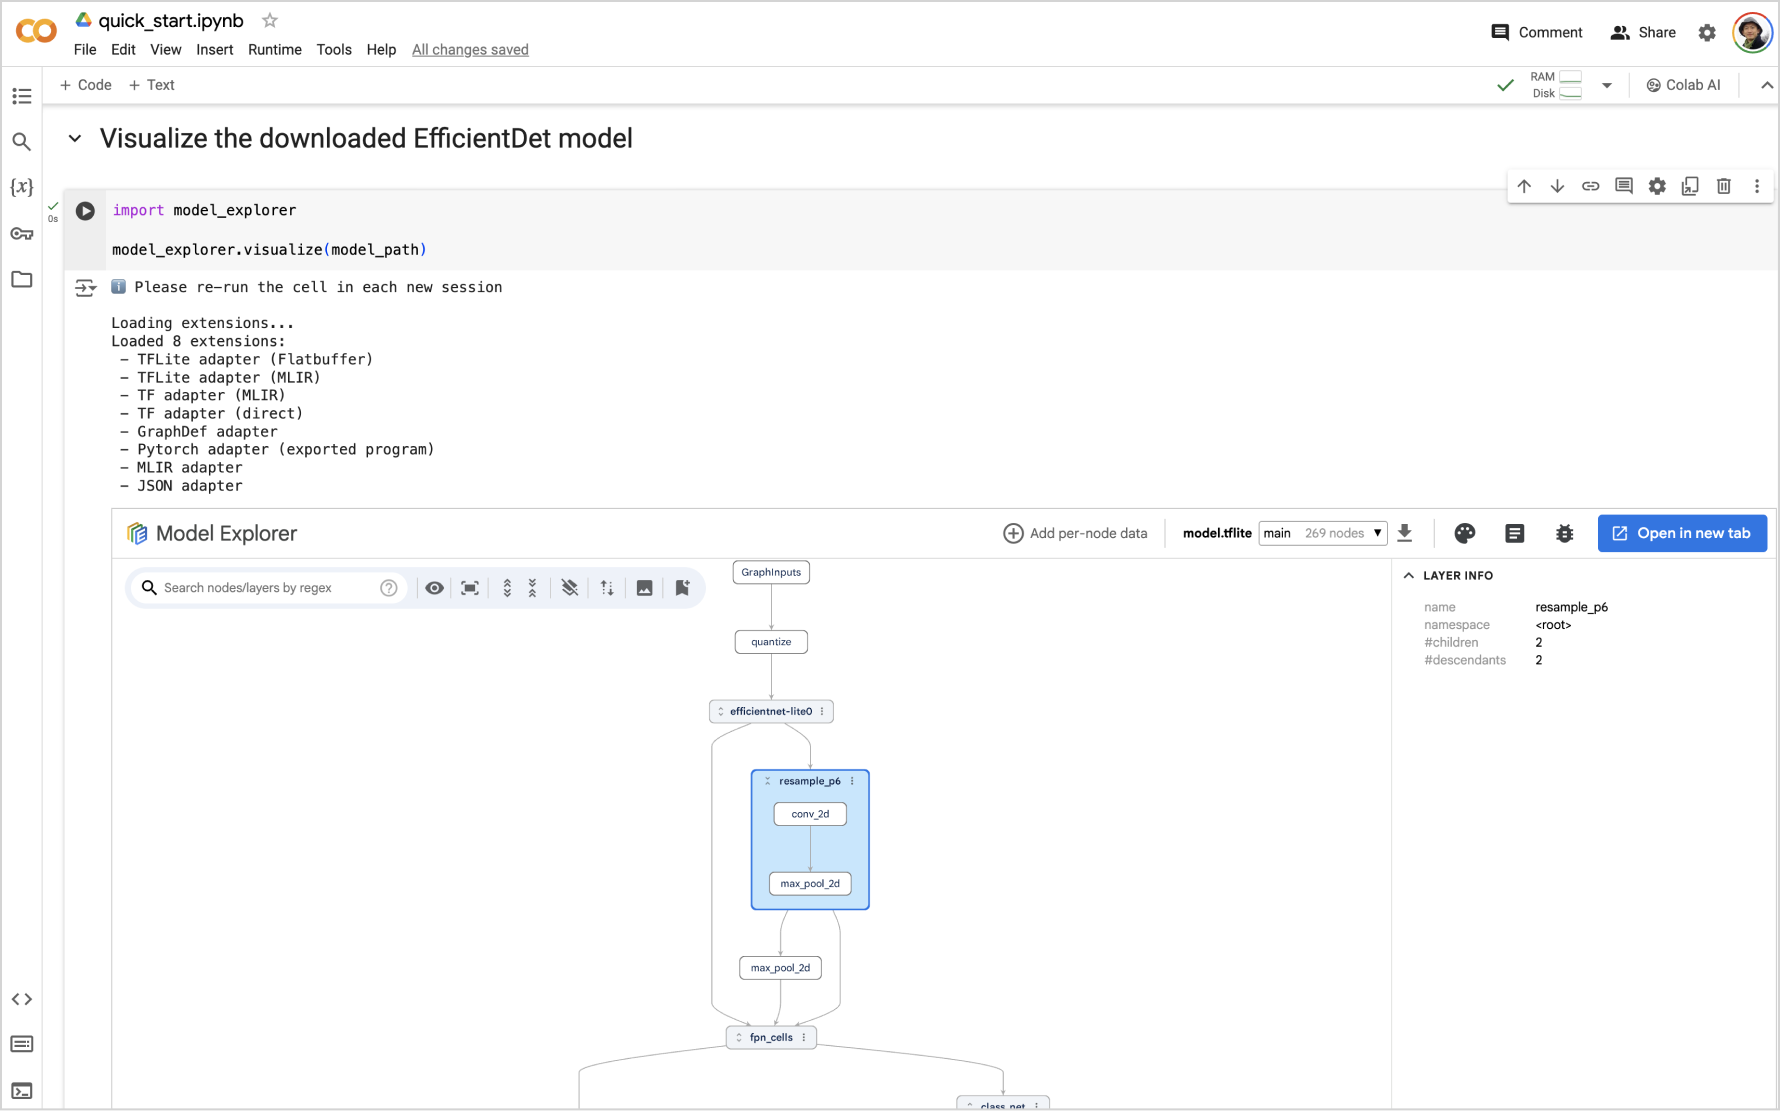 quick_start.ipynb
File Edit View Insert Runtime Tools Help All changes saved
Comment Share
+ Code + Text
RAM
Disk
Colab AI
Visualize the downloaded EfficientDet model
{x}
0s
import model_explorer
model_explorer.visualize(model_path)
Please re-run the cell in each new session
Loading extensions...
Loaded 8 extensions:
- TFLite adapter (Flatbuffer)
- TFLite adapter (MLIR)
- TF adapter (MLIR)
- TF adapter (direct)
- GraphDef adapter
- Pytorch adapter (exported program)
- MLIR adapter
- JSON adapter
Model Explorer
Add per-node data
model.tflite main 269 nodes
Open in new tab
Search nodes/layers by regex
GraphInputs
quantize
efficientnet-lite0
resample_p6
conv_2d
max_pool_2d
max_pool_2d
fpn_cells
class_net
LAYER INFO
name resample_p6
namespace <root>
#children 2
#descendants 2